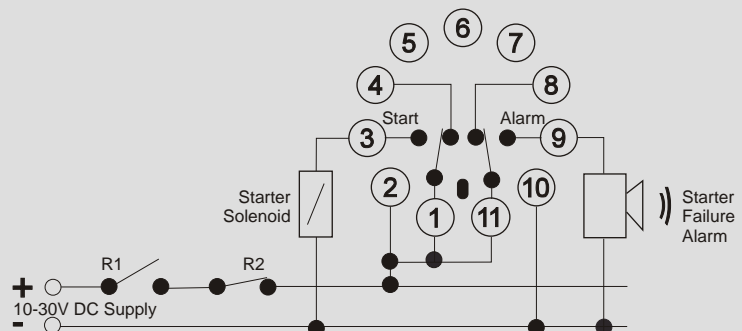 6
5
7
4
8
Start
Alarm
3
9
2
10
Starter
Solenoid
1
11
Starter
Failure
Alarm
R1
R2
+
10-30V DC Supply
-